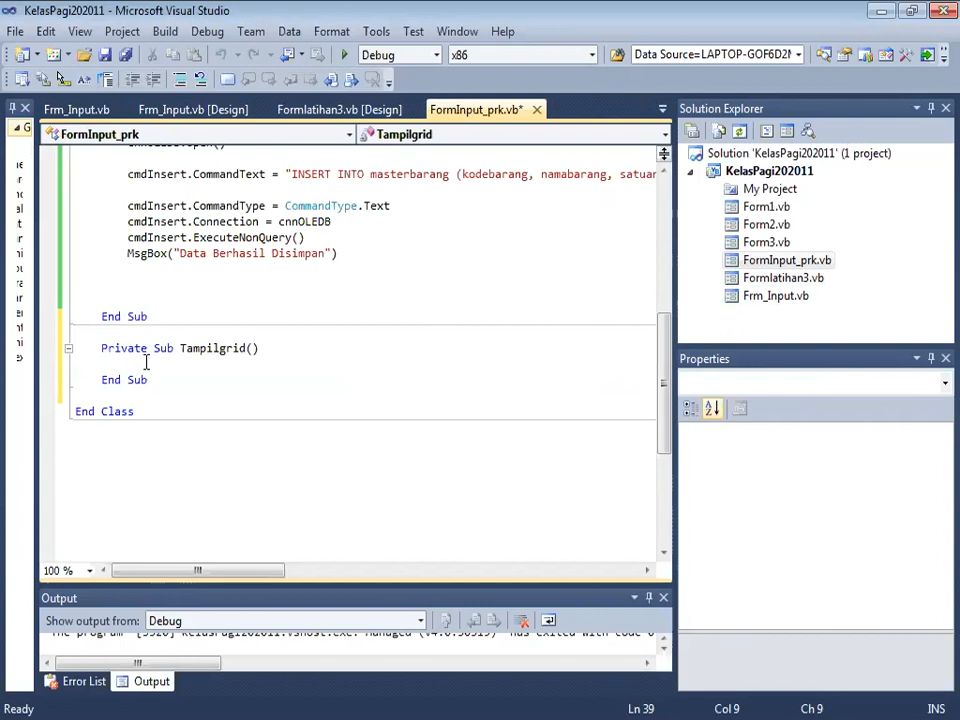 KelasPagi202011 - Microsoft Visual Studio
File Edit View Project Build Debug Team Data Format Tools Test Window Help
Debug x86 Data Source=LAPTOP-GOF6D2N
Frm_Input.vb Frm_Input.vb [Design] Formlatihan3.vb [Design] FormInput_prk.vb*
FormInput_prk Tampilgrid
cmdInsert.CommandText = "INSERT INTO masterbarang (kodebarang, namabarang, satuan
cmdInsert.CommandType = CommandType.Text
cmdInsert.Connection = cnnOLEDB
cmdInsert.ExecuteNonQuery()
MsgBox("Data Berhasil Disimpan")
End Sub
Private Sub Tampilgrid()
End Sub
End Class
100 %
Solution Explorer
Solution 'KelasPagi202011' (1 project)
KelasPagi202011
My Project
Form1.vb
Form2.vb
Form3.vb
FormInput_prk.vb
Formlatihan3.vb
Frm_Input.vb
Properties
Output
Show output from: Debug
Error List Output
Ready Ln 39 Col 9 Ch 9 INS